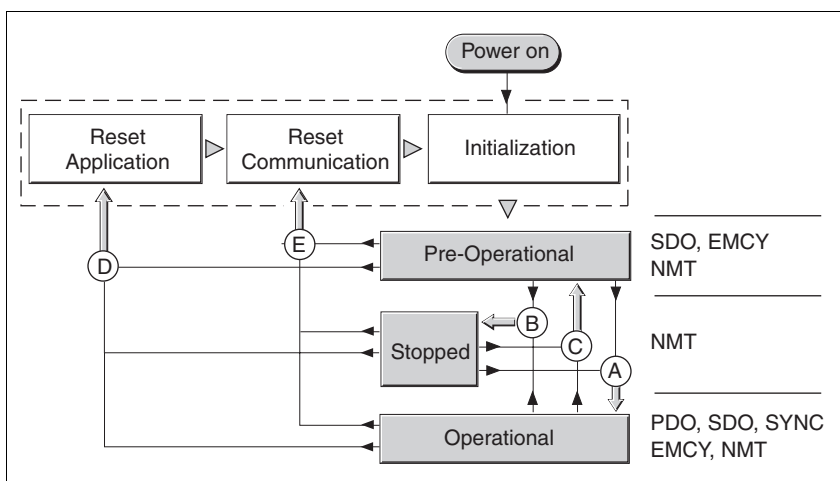 Power on
Reset
Application
Reset
Communication
Initialization
E
D
Pre-Operational
SDO, EMCY
NMT
B
C
Stopped
A
NMT
Operational
PDO, SDO, SYNC
EMCY, NMT